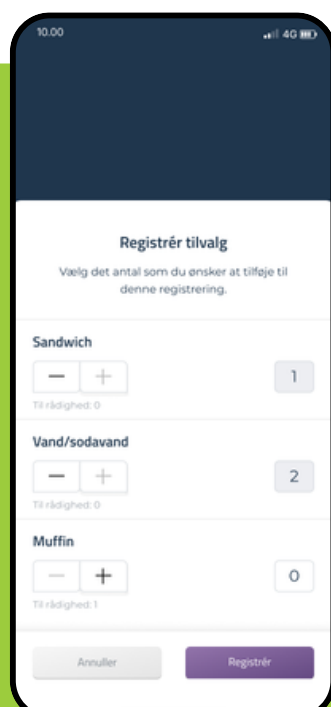 10.00 4G
Registrér tilvalg
Vælg det antal som du ønsker at tilføje til
denne registrering.
Sandwich
— + 1
Til rådighed: 0
Vand/sodavand
— + 2
Til rådighed: 0
Muffin
— + 0
Til rådighed: 1
Annuller Registrér